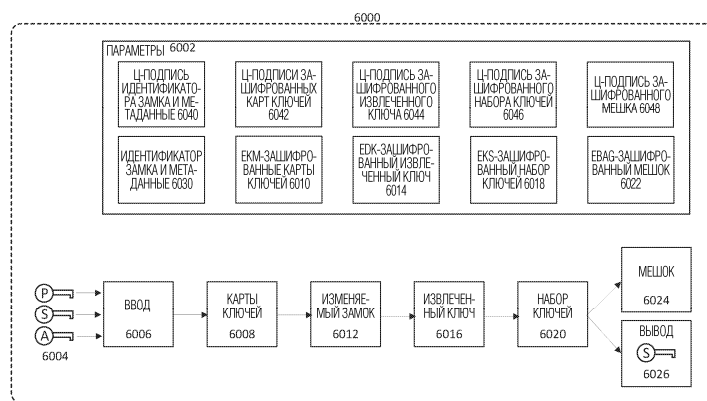 6000
ПАРАМЕТРЫ 6002
Ц-ПОДПИСЬ
ИДЕНТИФИКАТО-
РА ЗАМКА И МЕ-
ТАДАННЫЕ 6040
Ц-ПОДПИСИ ЗА-
ШИФРОВАННЫХ
КАРТ КЛЮЧЕЙ
6042
Ц-ПОДПИСЬ ЗА-
ШИФРОВАННОГО
ИЗВЛЕЧЕННОГО
КЛЮЧА 6044
Ц-ПОДПИСЬ ЗА-
ШИФРОВАННОГО
НАБОРА КЛЮЧЕЙ
6046
Ц-ПОДПИСЬ ЗА-
ШИФРОВАННОГО
МЕШКА 6048
ИДЕНТИФИКАТОР
ЗАМКА И МЕТА-
ДАННЫЕ 6030
EKM-ЗАШИФРО-
ВАННЫЕ КАРТЫ
КЛЮЧЕЙ 6010
EDK-ЗАШИФРО-
ВАННЫЙ ИЗВЛЕ-
ЧЕННЫЙ КЛЮЧ
6014
EKS-ЗАШИФРО-
ВАННЫЙ НАБОР
КЛЮЧЕЙ 6018
EBAG-ЗАШИФРО-
ВАННЫЙ МЕШОК
6022
P
S
A
6004
ВВОД
6006
КАРТЫ
КЛЮЧЕЙ
6008
ИЗМЕНЯЕ-
МЫЙ ЗАМОК
6012
ИЗВЛЕЧЕН-
НЫЙ КЛЮЧ
6016
НАБОР
КЛЮЧЕЙ
6020
МЕШОК
6024
ВЫВОД
S
6026